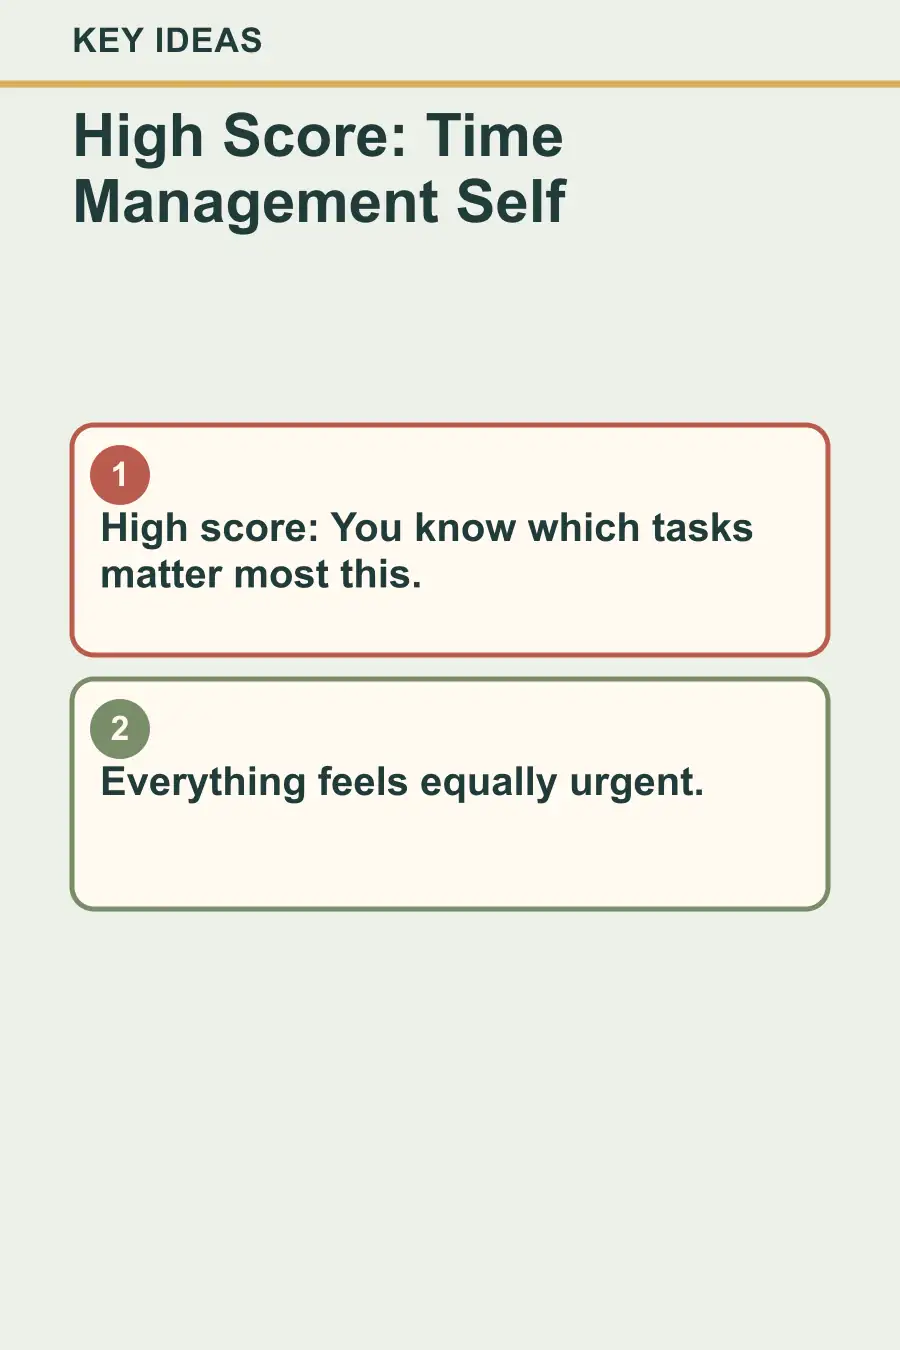 KEY IDEAS
High Score: Time
Management Self
1
High score: You know which tasks
matter most this.
2
Everything feels equally urgent.